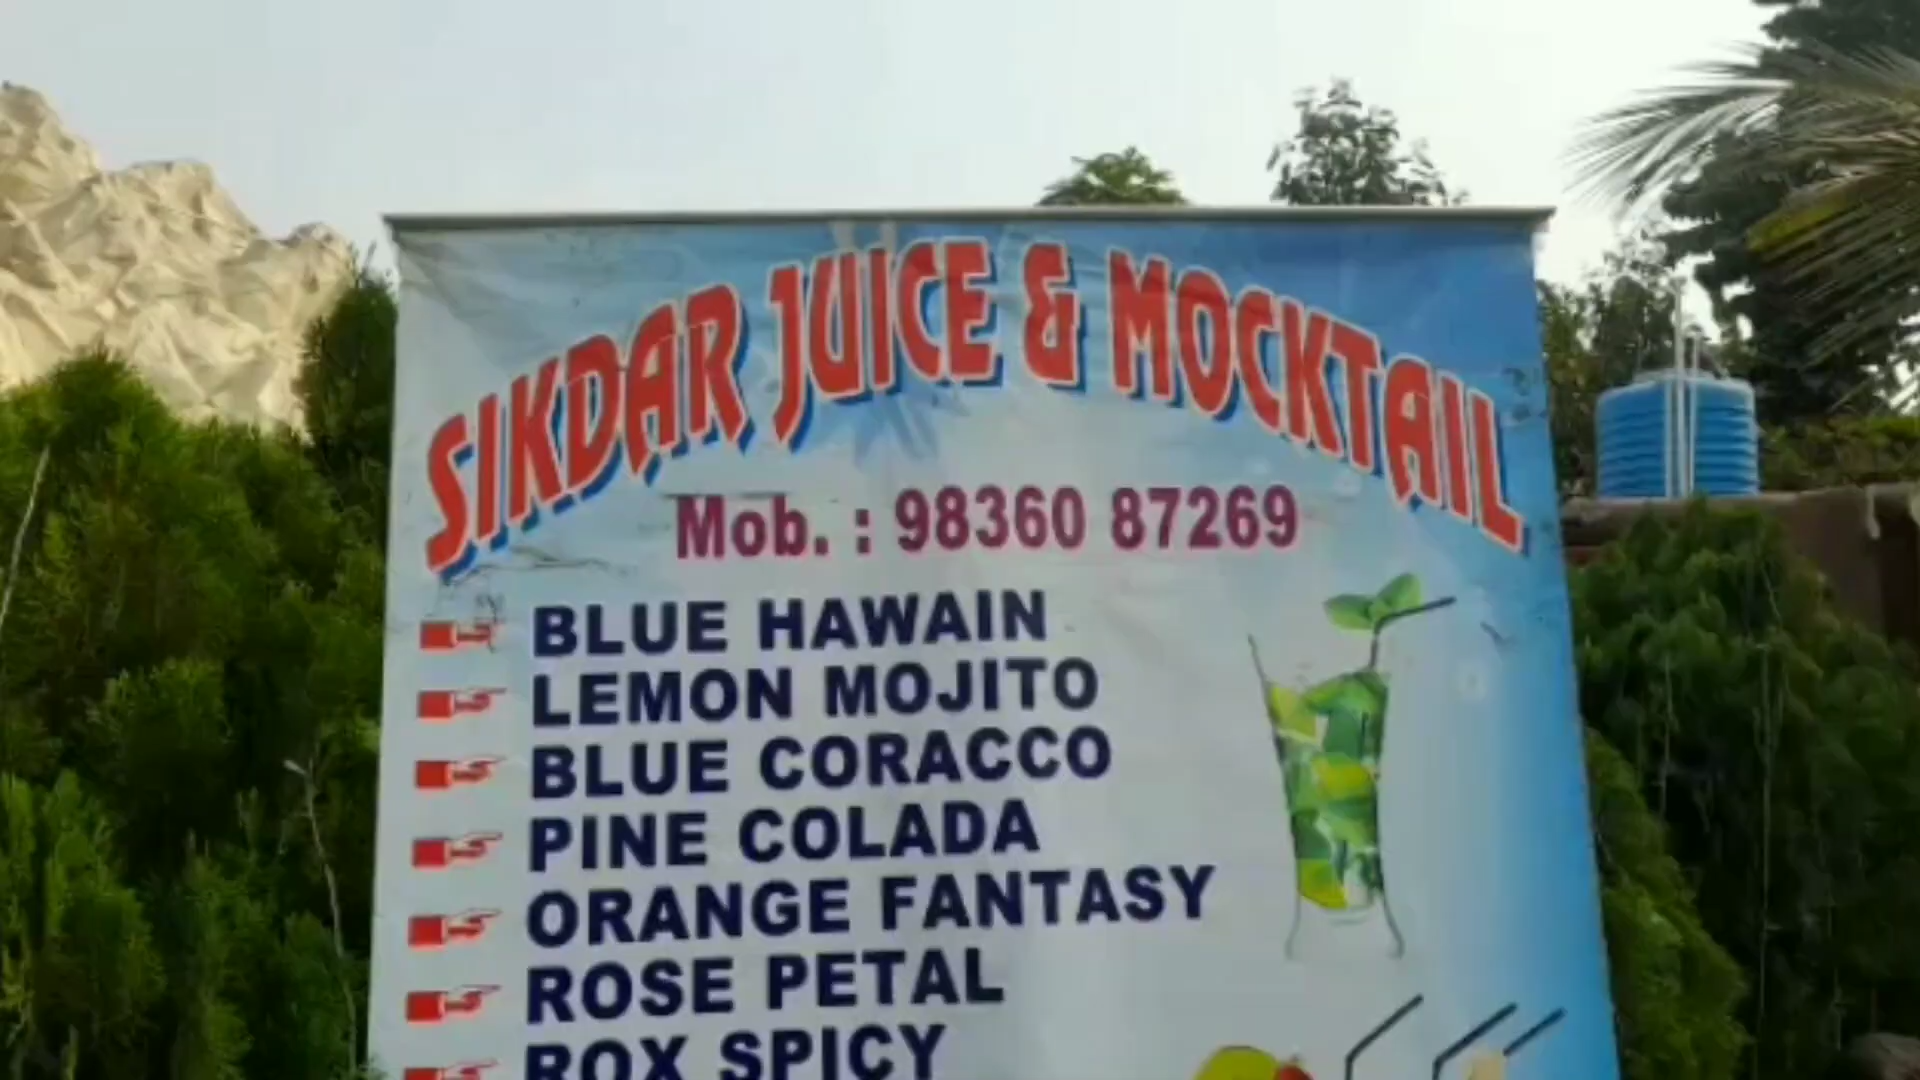 SIKDAR JUICE & MOCKTAIL
Mob. : 98360 87269
BLUE HAWAIN
LEMON MOJITO
BLUE CORACCO
PINE COLADA
ORANGE FANTASY
ROSE PETAL
ROX SPICY